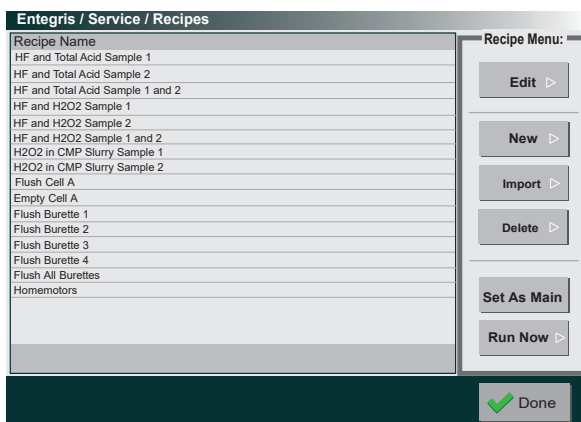 Entegris / Service / Recipes
Recipe Name
HF and Total Acid Sample 1
HF and Total Acid Sample 2
HF and Total Acid Sample 1 and 2
HF and H2O2 Sample 1
HF and H2O2 Sample 2
HF and H2O2 Sample 1 and 2
H2O2 in CMP Slurry Sample 1
H2O2 in CMP Slurry Sample 2
Flush Cell A
Empty Cell A
Flush Burette 1
Flush Burette 2
Flush Burette 3
Flush Burette 4
Flush All Burettes
Homemotors
Recipe Menu:
Edit
New
Import
Delete
Set As Main
Run Now
Done